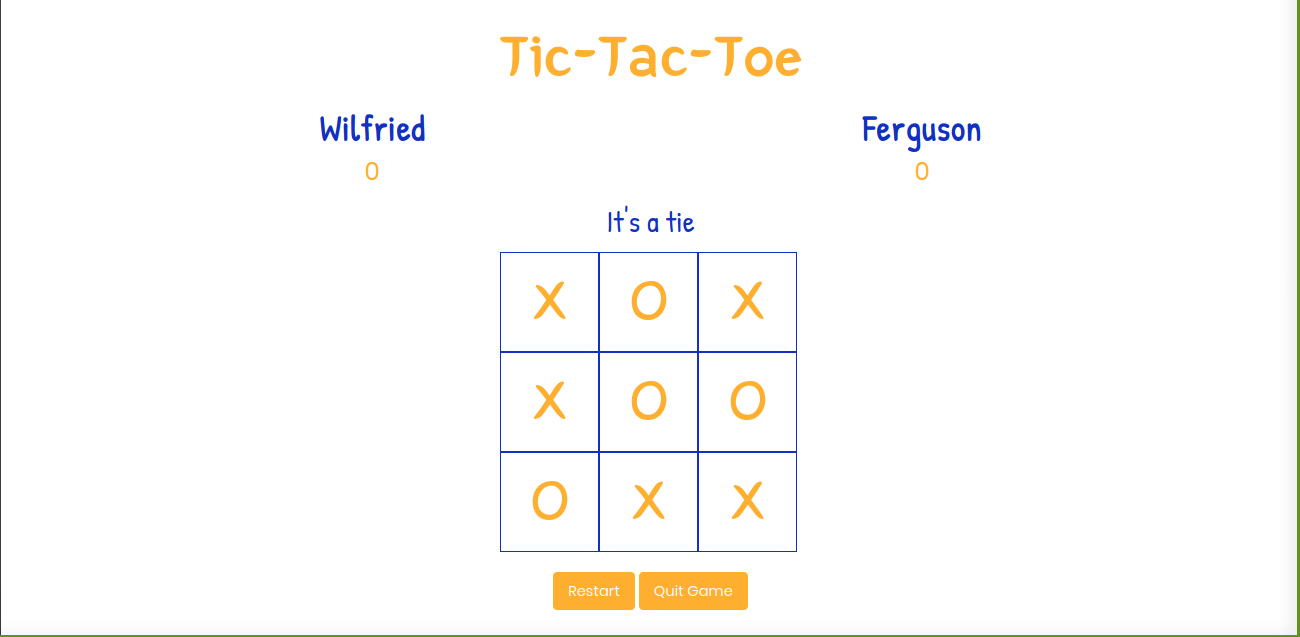 Tic-Tac-Toe
Wilfried Ferguson
0 0
It's a tie
X O X
X O O
O X X
Restart Quit Game